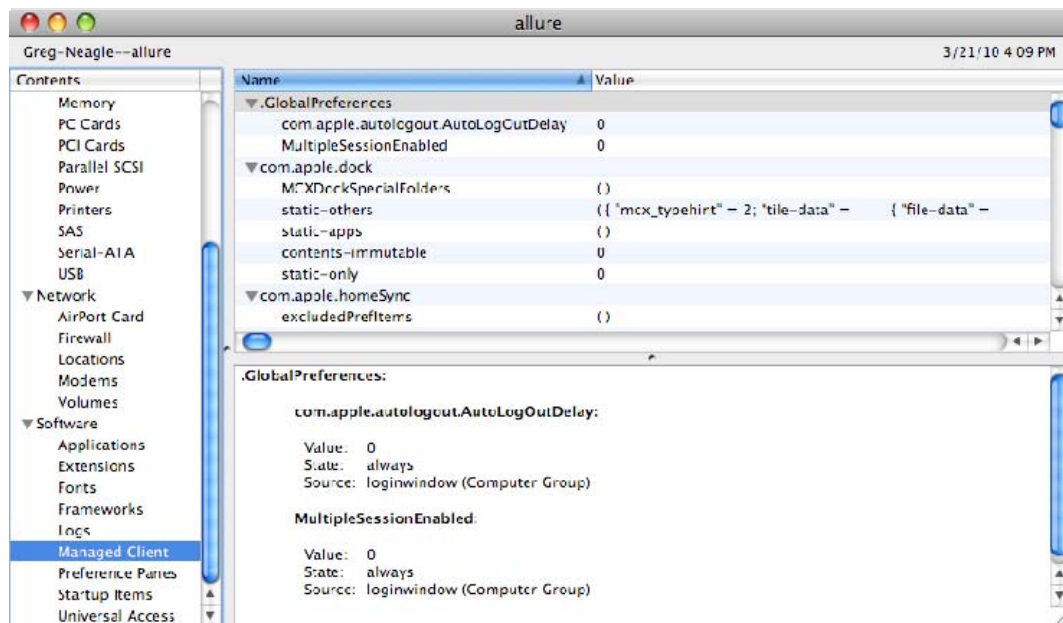 allure
Greg-Neagle--allure
3/21/10 4:09 PM
Contents
Memory
PC Cards
PCI Cards
Parallel SCSI
Power
Printers
SAS
Serial-ATA
USB
Network
AirPort Card
Firewall
Locations
Modems
Volumes
Software
Applications
Extensions
Fonts
Frameworks
Logs
Managed Client
Preference Panes
Startup Items
Universal Access
Name Value
.GlobalPreferences
com.apple.autologout.AutoLogOutDelay 0
MultipleSessionEnabled 0
com.apple.dock
MCXDockSpecialFolders ()
static-others ({ "mcx_typehint" = 2; "tile-data" = { "file-data" =
static-apps ()
contents-immutable 0
static-only 0
com.apple.homeSync
excludedPrefItems ()
.GlobalPreferences:
com.apple.autologout.AutoLogOutDelay:
Value: 0
State: always
Source: loginwindow (Computer Group)
MultipleSessionEnabled:
Value: 0
State: always
Source: loginwindow (Computer Group)